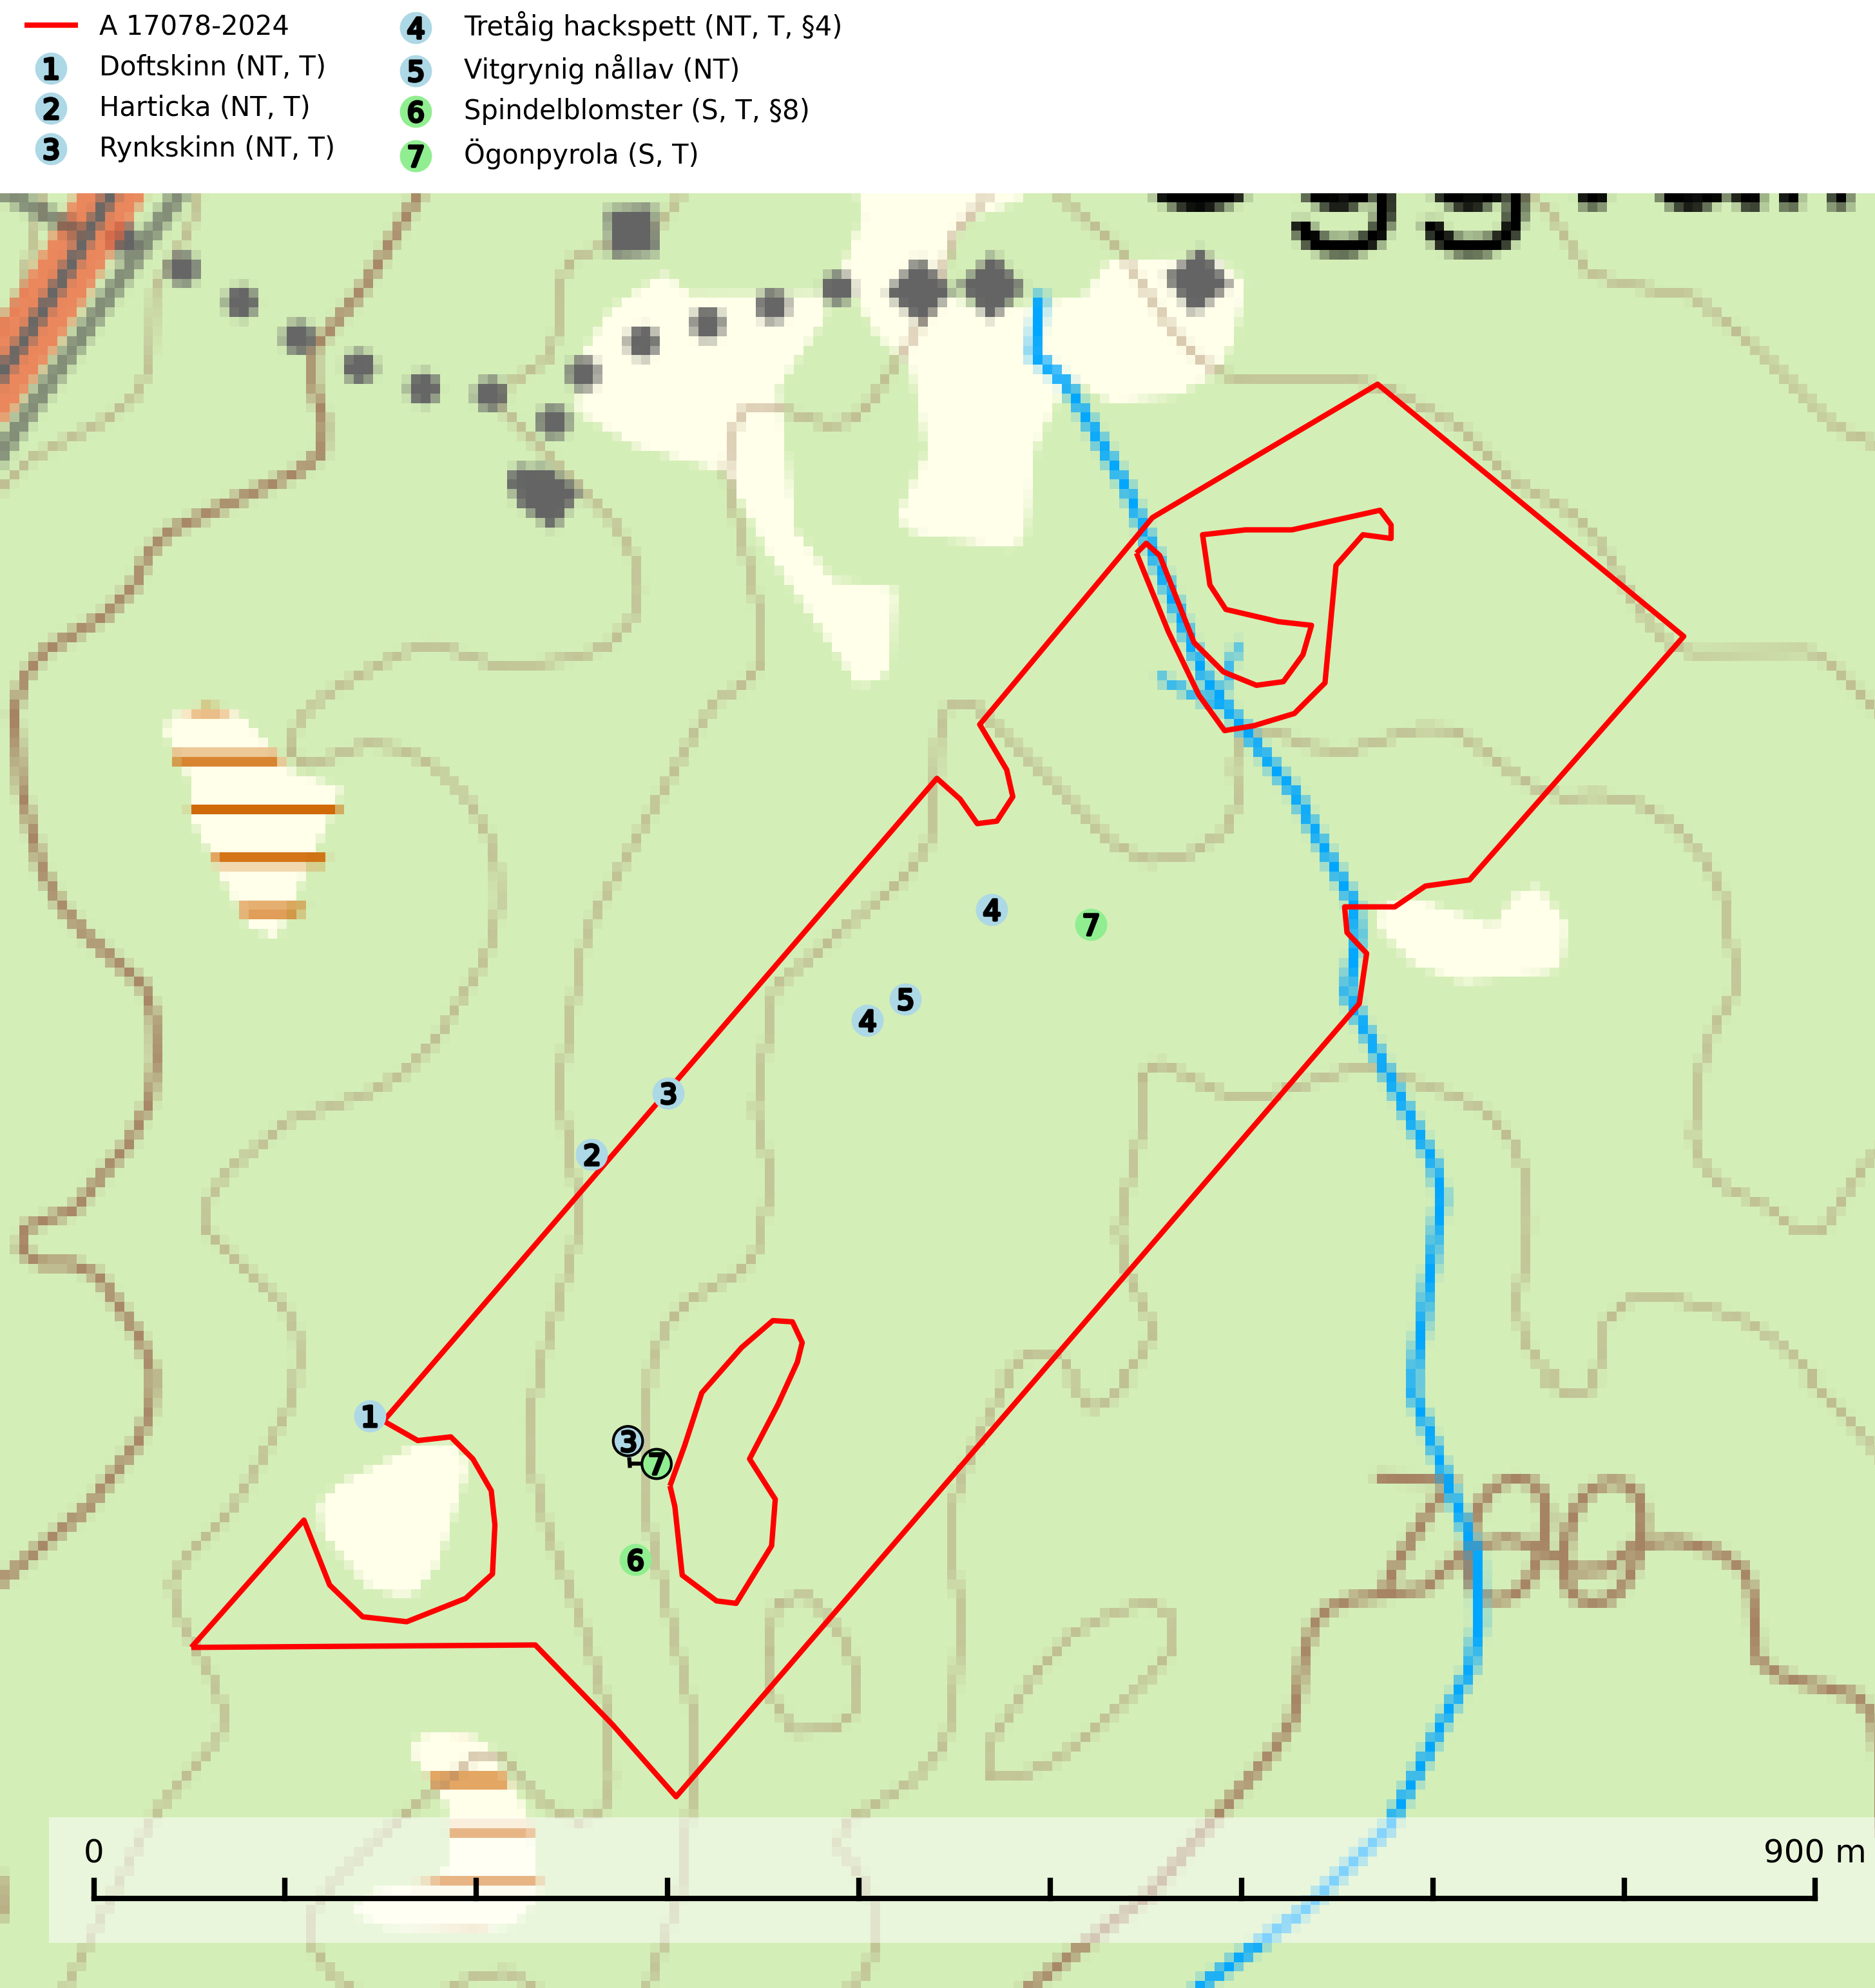 A 17078-2024
1 Doftskinn (NT, T)
2 Harticka (NT, T)
3 Rynkskinn (NT, T)
4 Tretåig hackspett (NT, T, §4)
5 Vitgrynig nållav (NT)
6 Spindelblomster (S, T, §8)
7 Ögonpyrola (S, T)
4
7
5
4
3
2
1
3
7
6
200
0
900 m